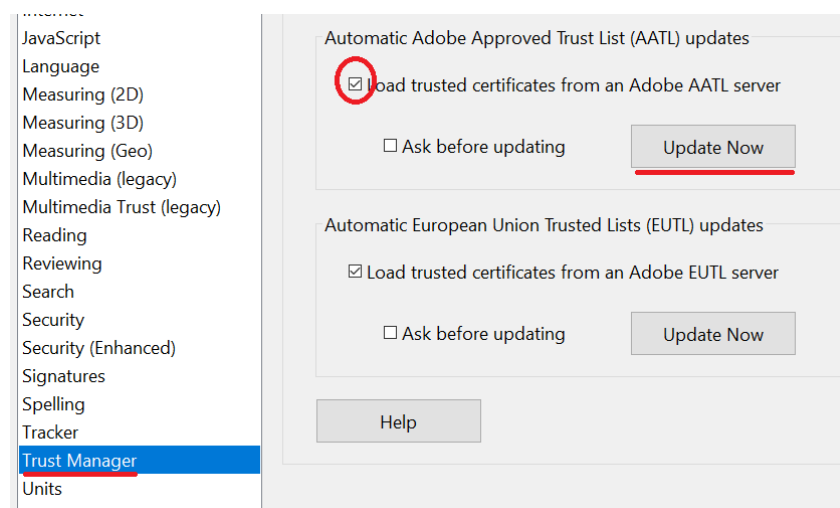 Internet
JavaScript
Language
Measuring (2D)
Measuring (3D)
Measuring (Geo)
Multimedia (legacy)
Multimedia Trust (legacy)
Reading
Reviewing
Search
Security
Security (Enhanced)
Signatures
Spelling
Tracker
Trust Manager
Units
Automatic Adobe Approved Trust List (AATL) updates
Load trusted certificates from an Adobe AATL server
Ask before updating
Update Now
Automatic European Union Trusted Lists (EUTL) updates
Load trusted certificates from an Adobe EUTL server
Ask before updating
Update Now
Help